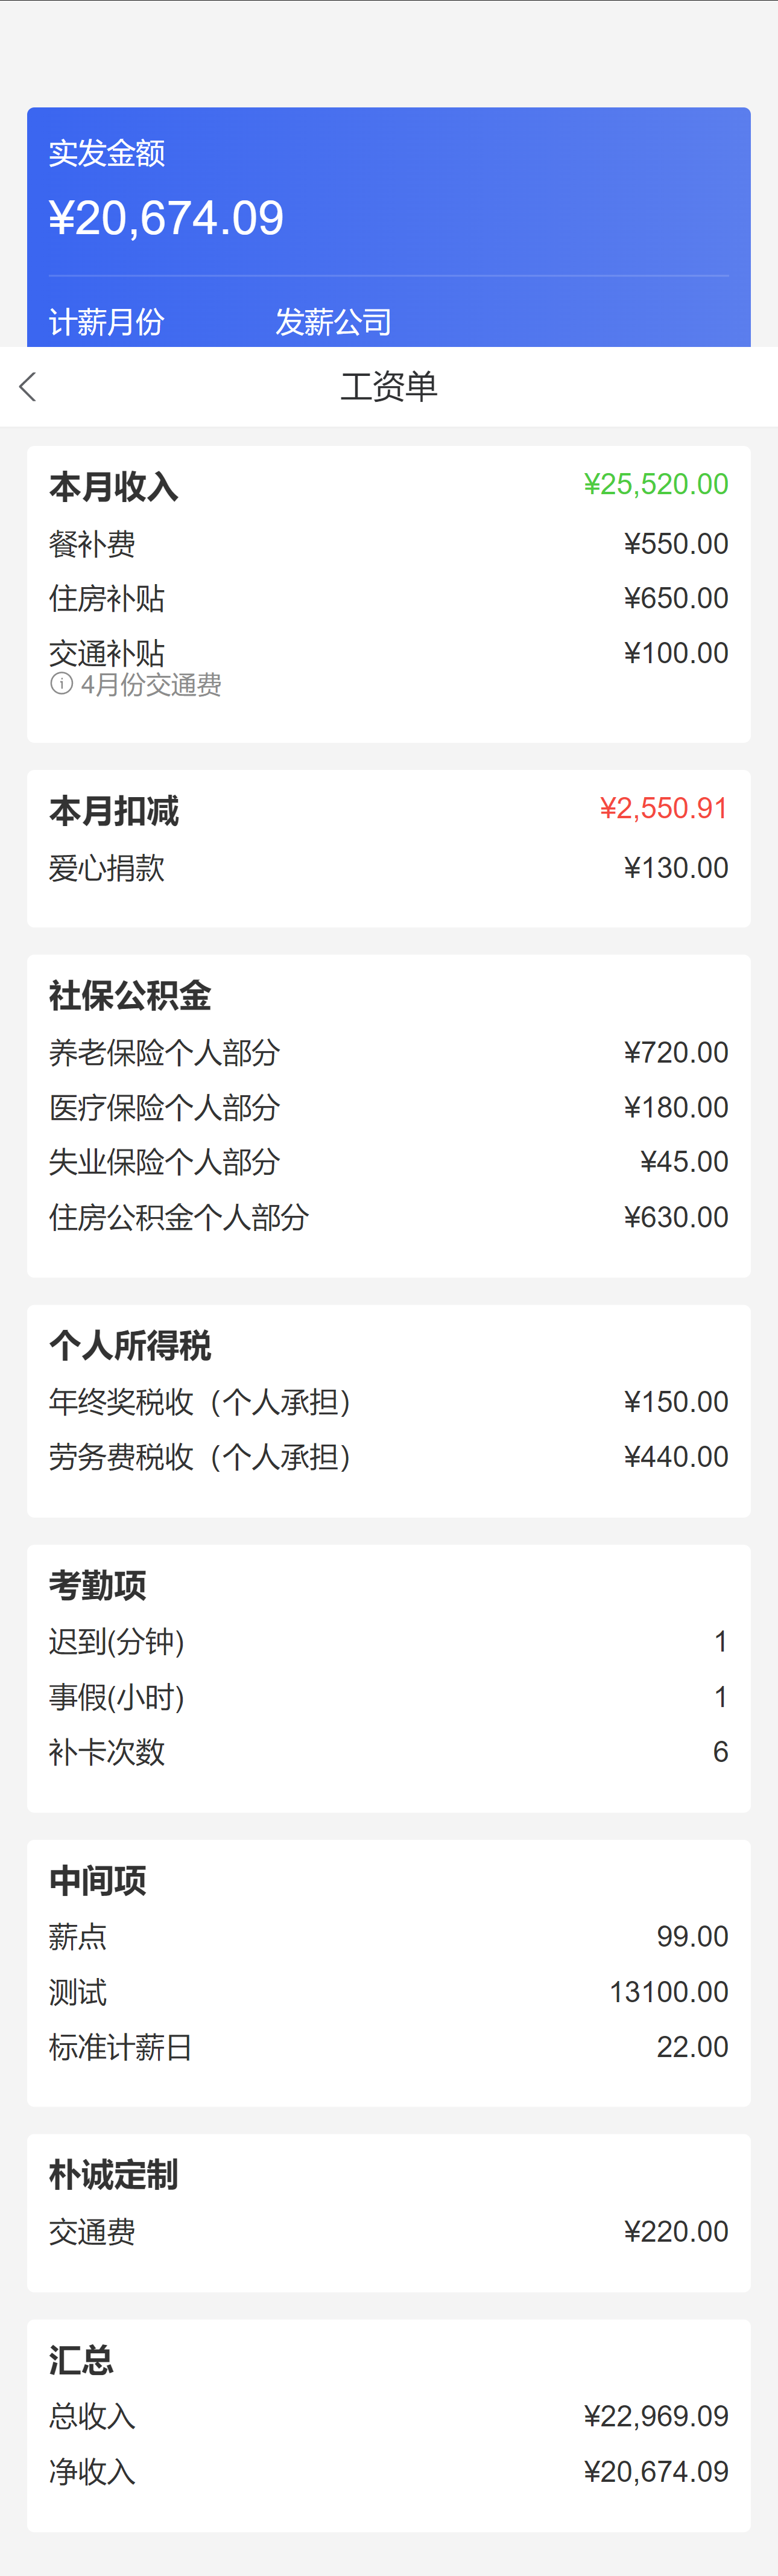 实发金额
¥20,674.09
计薪月份 发薪公司
工资单
本月收入 ¥25,520.00
餐补费 ¥550.00
住房补贴 ¥650.00
交通补贴 ¥100.00
4月份交通费
本月扣减 ¥2,550.91
爱心捐款 ¥130.00
社保公积金
养老保险个人部分 ¥720.00
医疗保险个人部分 ¥180.00
失业保险个人部分 ¥45.00
住房公积金个人部分 ¥630.00
个人所得税
年终奖税收（个人承担） ¥150.00
劳务费税收（个人承担） ¥440.00
考勤项
迟到(分钟) 1
事假(小时) 1
补卡次数 6
中间项
薪点 99.00
测试 13100.00
标准计薪日 22.00
朴诚定制
交通费 ¥220.00
汇总
总收入 ¥22,969.09
净收入 ¥20,674.09